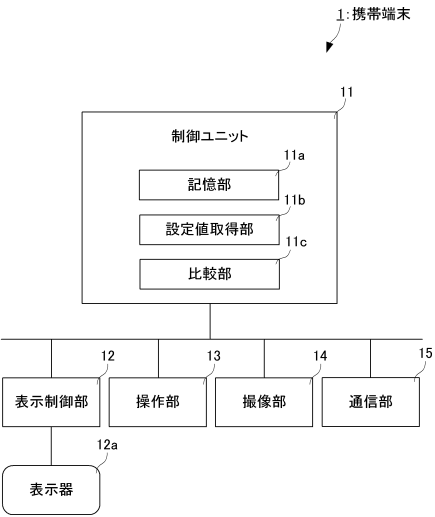 1:携帯端末
11
制御ユニット
11a
記憶部
11b
設定値取得部
11c
比較部
12
13
14
15
表示制御部
操作部
撮像部
通信部
12a
表示器